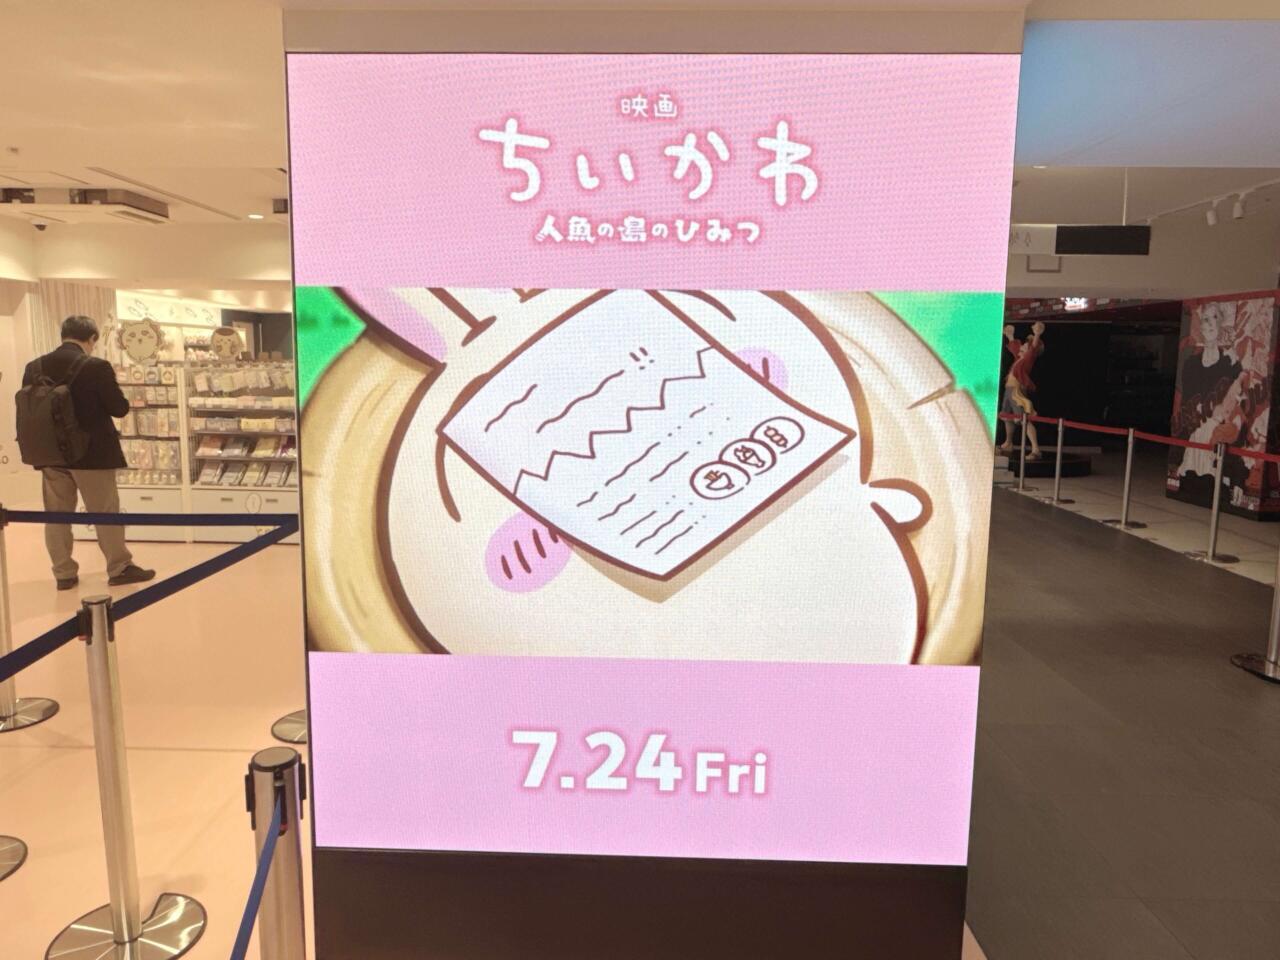 映画
ちいかわ
人魚の島のひみつ
7.24 Fri